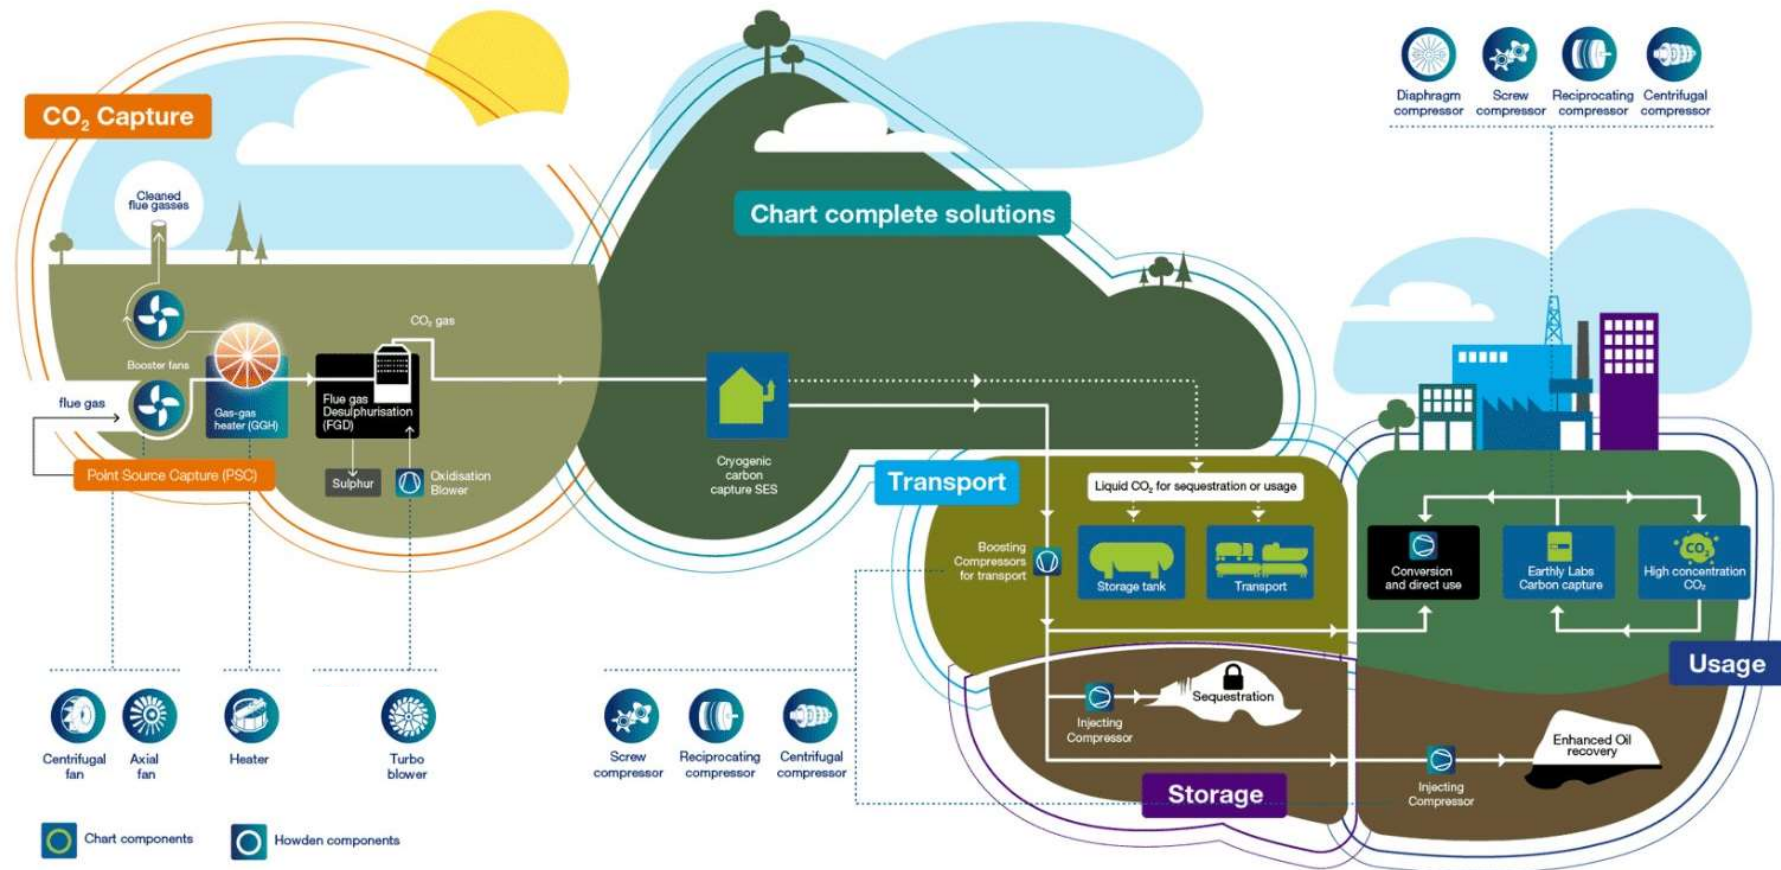 CO₂ Capture
Cleaned
flue gasses
Booster fans
flue gas
Gas-gas
heater (GGH)
CO₂ gas
Flue gas
Desulphurisation
(FGD)
Point Source Capture (PSC)
Sulphur
Oxidisation
Blower
Centrifugal
fan
Axial
fan
Heater
Turbo
blower
Chart components
Howden components
Chart complete solutions
Cryogenic
carbon
capture SES
Transport
Liquid CO₂ for sequestration or usage
Boosting
Compressors
for transport
Storage tank
Transport
Screw
compressor
Reciprocating
compressor
Centrifugal
compressor
Injecting
Compressor
Sequestration
Storage
Diaphragm
compressor
Screw
compressor
Reciprocating
compressor
Centrifugal
compressor
Conversion
and direct use
Earthly Labs
Carbon capture
CO₂
High concentration
CO₂
Usage
Injecting
Compressor
Enhanced Oil
recovery